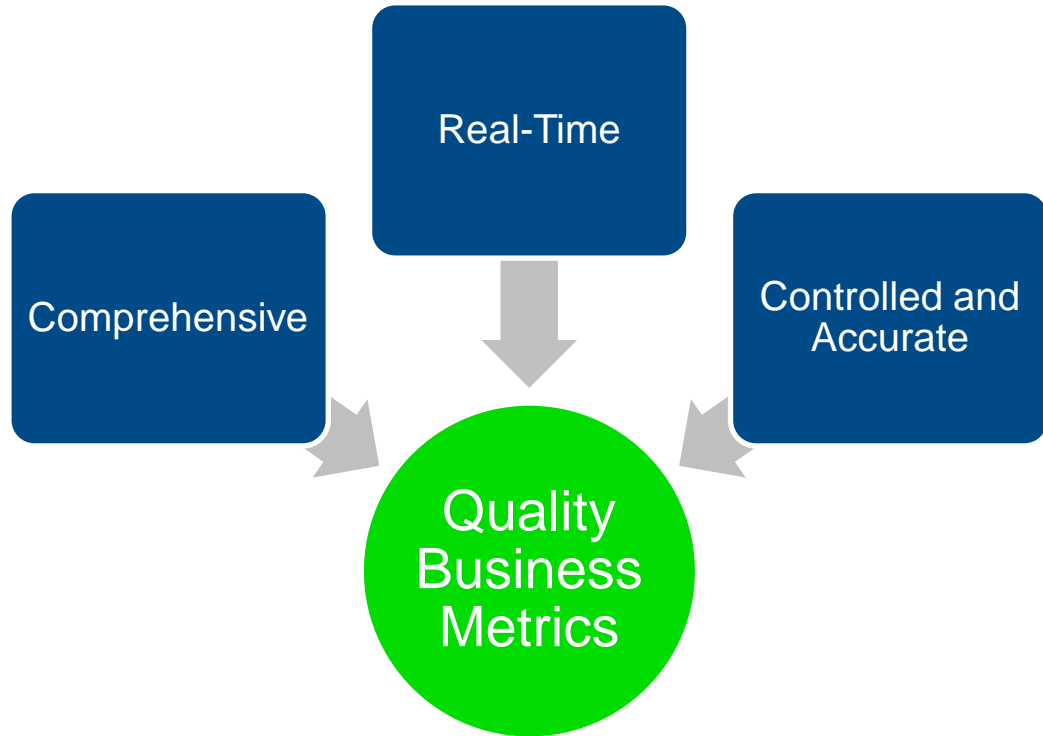 Real-Time
Comprehensive
Controlled and
Accurate
Quality
Business
Metrics